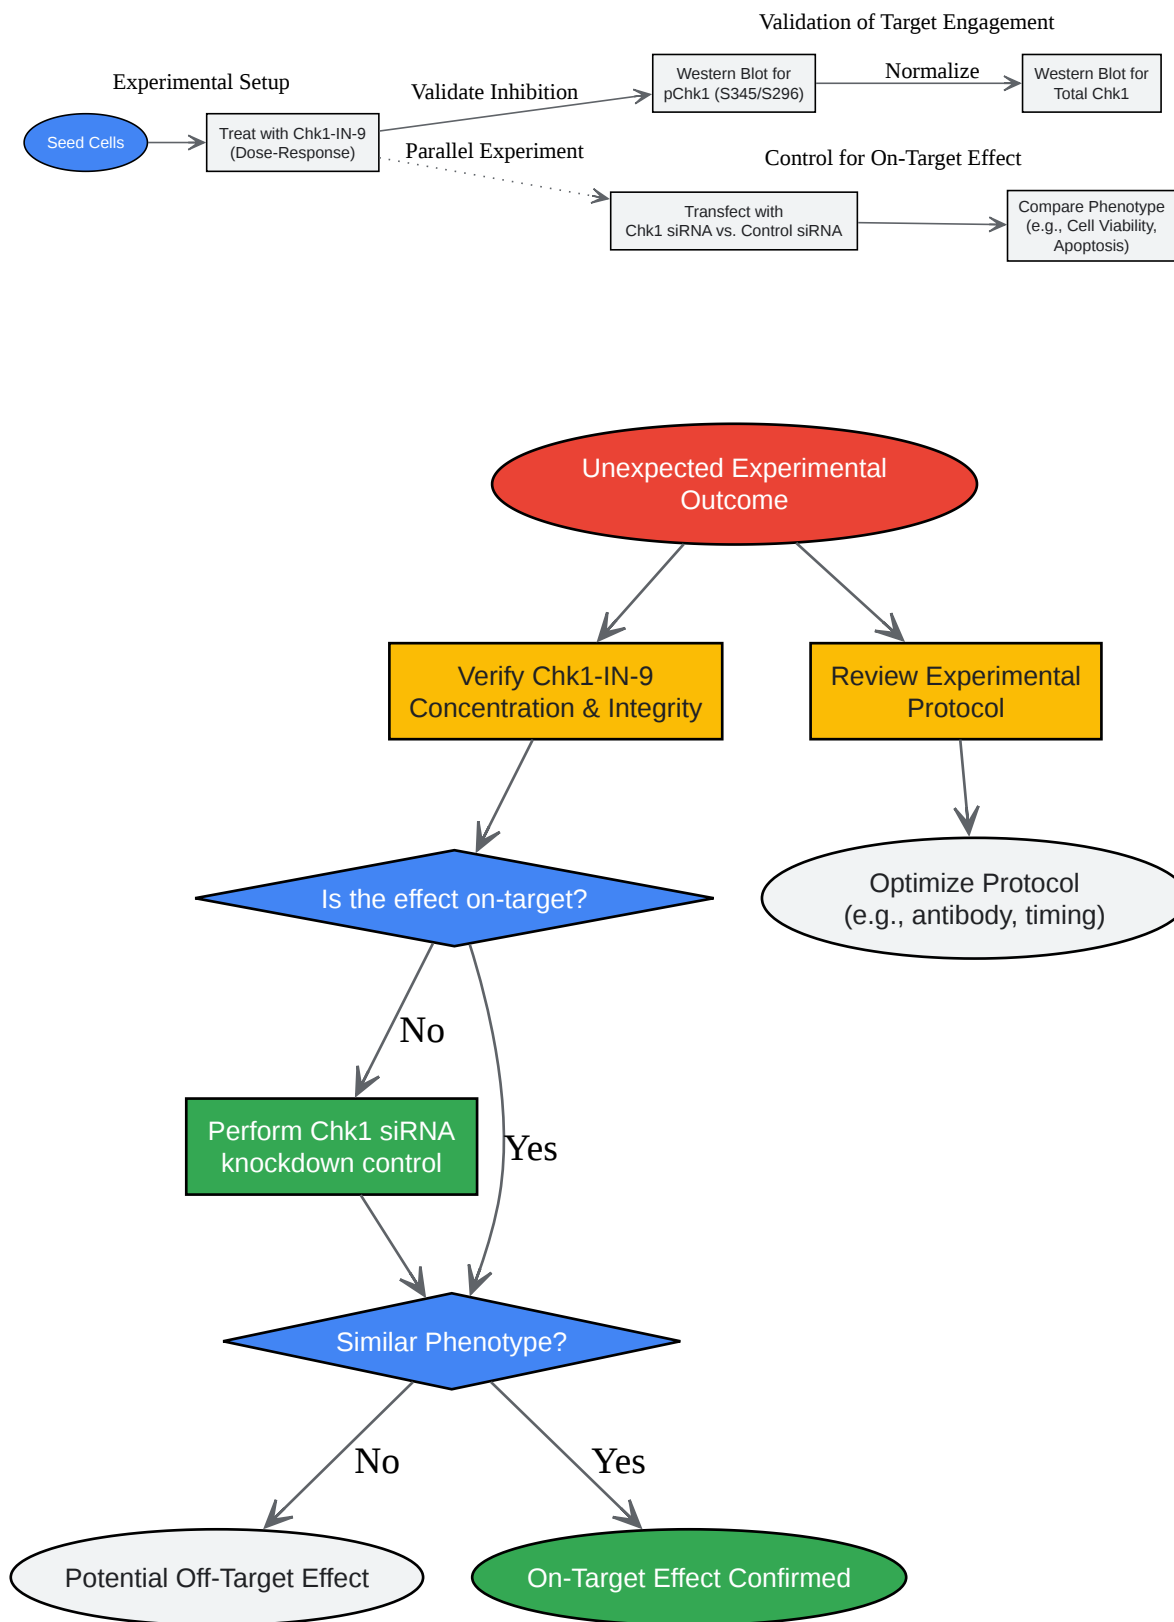 Validation of Target Engagement
Experimental Setup
Validate Inhibition
Western Blot for
pChk1 (S345/S296)
Normalize
Western Blot for
Total Chk1
Seed Cells
Treat with Chk1-IN-9
(Dose-Response)
Parallel Experiment
Control for On-Target Effect
Transfect with
Chk1 siRNA vs. Control siRNA
Compare Phenotype
(e.g., Cell Viability,
Apoptosis)
Unexpected Experimental
Outcome
Verify Chk1-IN-9
Concentration & Integrity
Review Experimental
Protocol
Is the effect on-target?
Optimize Protocol
(e.g., antibody, timing)
No
Perform Chk1 siRNA
knockdown control
Yes
Similar Phenotype?
No
Yes
Potential Off-Target Effect
On-Target Effect Confirmed